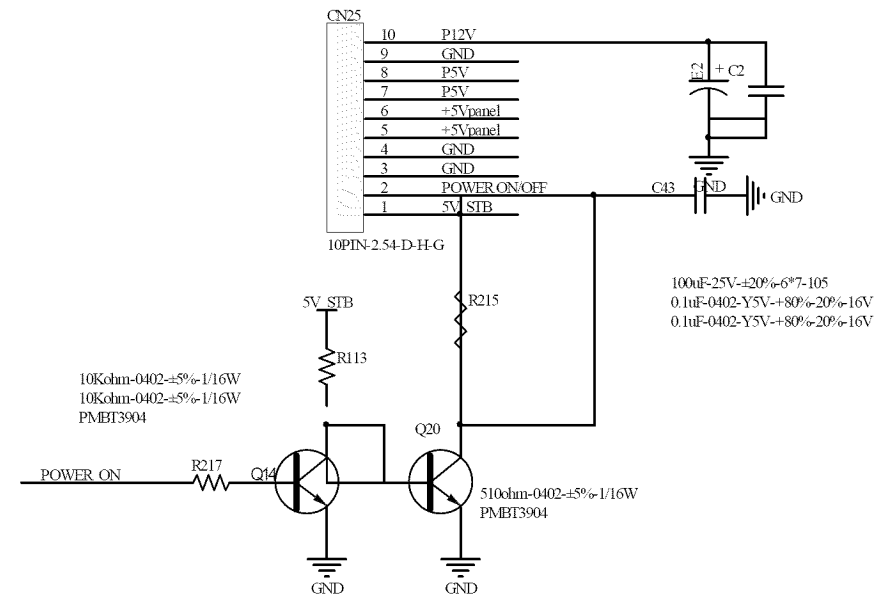 CN25
10 P12V
9 GND
8 P5V
7 P5V
6 +5Vpanel
5 +5Vpanel
4 GND
3 GND
2 POWER ON/OFF
1 5V_STB
10PIN-2.54-D-H-G
E2
+ C2
GND
C43
GND
100uF-25V-±20%-6*7-105
0.1uF-0402-Y5V-+80%-20%-16V
0.1uF-0402-Y5V-+80%-20%-16V
5V_STB
R215
R113
10Kohm-0402-±5%-1/16W
10Kohm-0402-±5%-1/16W
PMBT3904
Q20
POWER_ON
R217
Q14
510ohm-0402-±5%-1/16W
PMBT3904
GND
GND